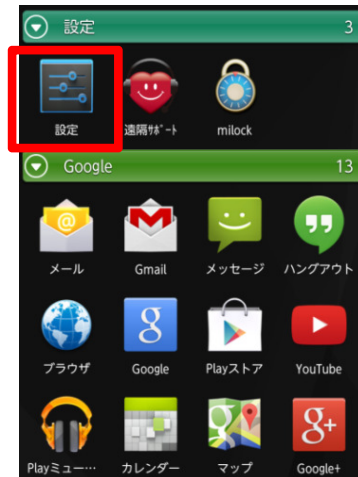 設定 3
設定 遠隔ｻﾎﾟｰﾄ milock
Google 13
メール Gmail メッセージ ハングアウト
ブラウザ Google Playストア YouTube
Playミュー… カレンダー マップ Google+